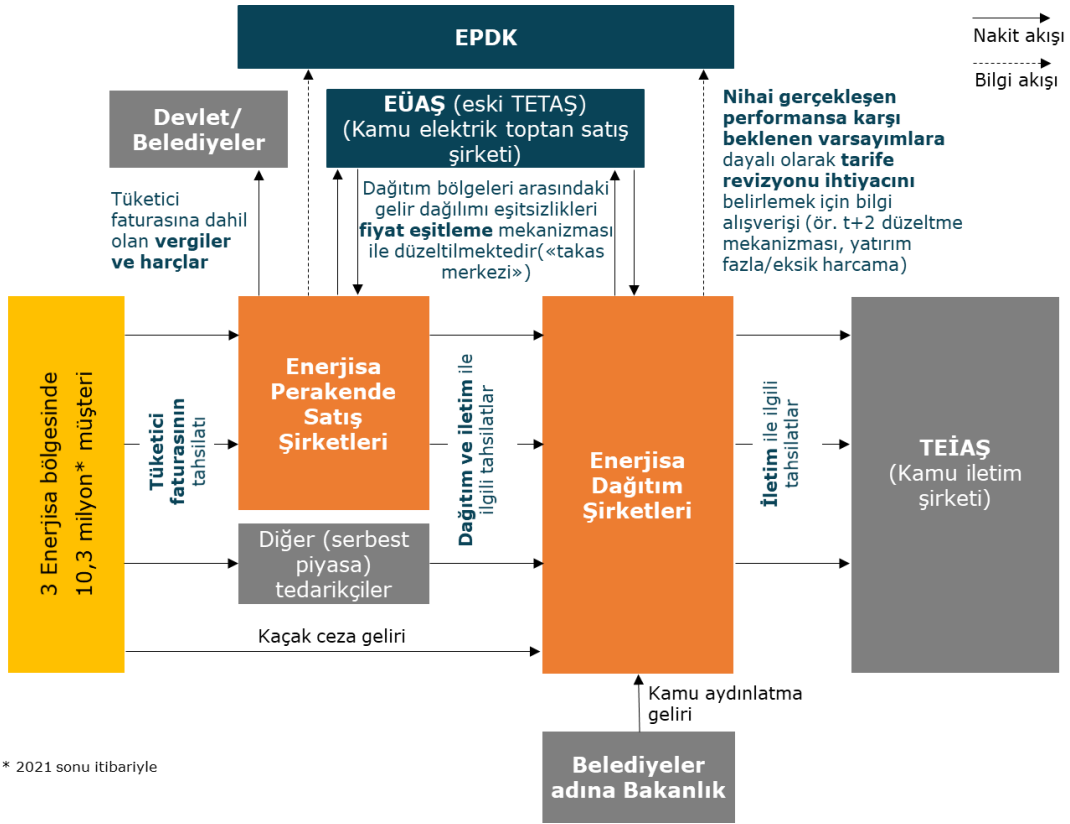 EPDK
Nakit akışı
Bilgi akışı
Devlet/
Belediyeler
EÜAŞ (eski TETAŞ)
(Kamu elektrik toptan satış
şirketi)
Nihai gerçekleşen
performansa karşı
beklenen varsayımlara
dayalı olarak tarife
revizyonu ihtiyacını
belirlemek için bilgi
alışverişi (ör. t+2 düzeltme
mekanizması, yatırım
fazla/eksik harcama)
Tüketici
faturasına dahil
olan vergiler
ve harçlar
Dağıtım bölgeleri arasındaki
gelir dağılımı eşitsizlikleri
fiyat eşitleme mekanizması
ile düzeltilmektedir(«takas
merkezi»)
3 Enerjisa bölgesinde
10,3 milyon* müşteri
Tüketici
faturasının
tahsilatı
Enerjisa
Perakende
Satış
Şirketleri
Dağıtım ve iletim ile
ilgili tahsilatlar
Enerjisa
Dağıtım
Şirketleri
İletim ile ilgili
tahsilatlar
TEİAŞ
(Kamu iletim
şirketi)
Diğer (serbest
piyasa)
tedarikçiler
Kaçak ceza geliri
Kamu aydınlatma
geliri
Belediyeler
adına Bakanlık
* 2021 sonu itibariyle